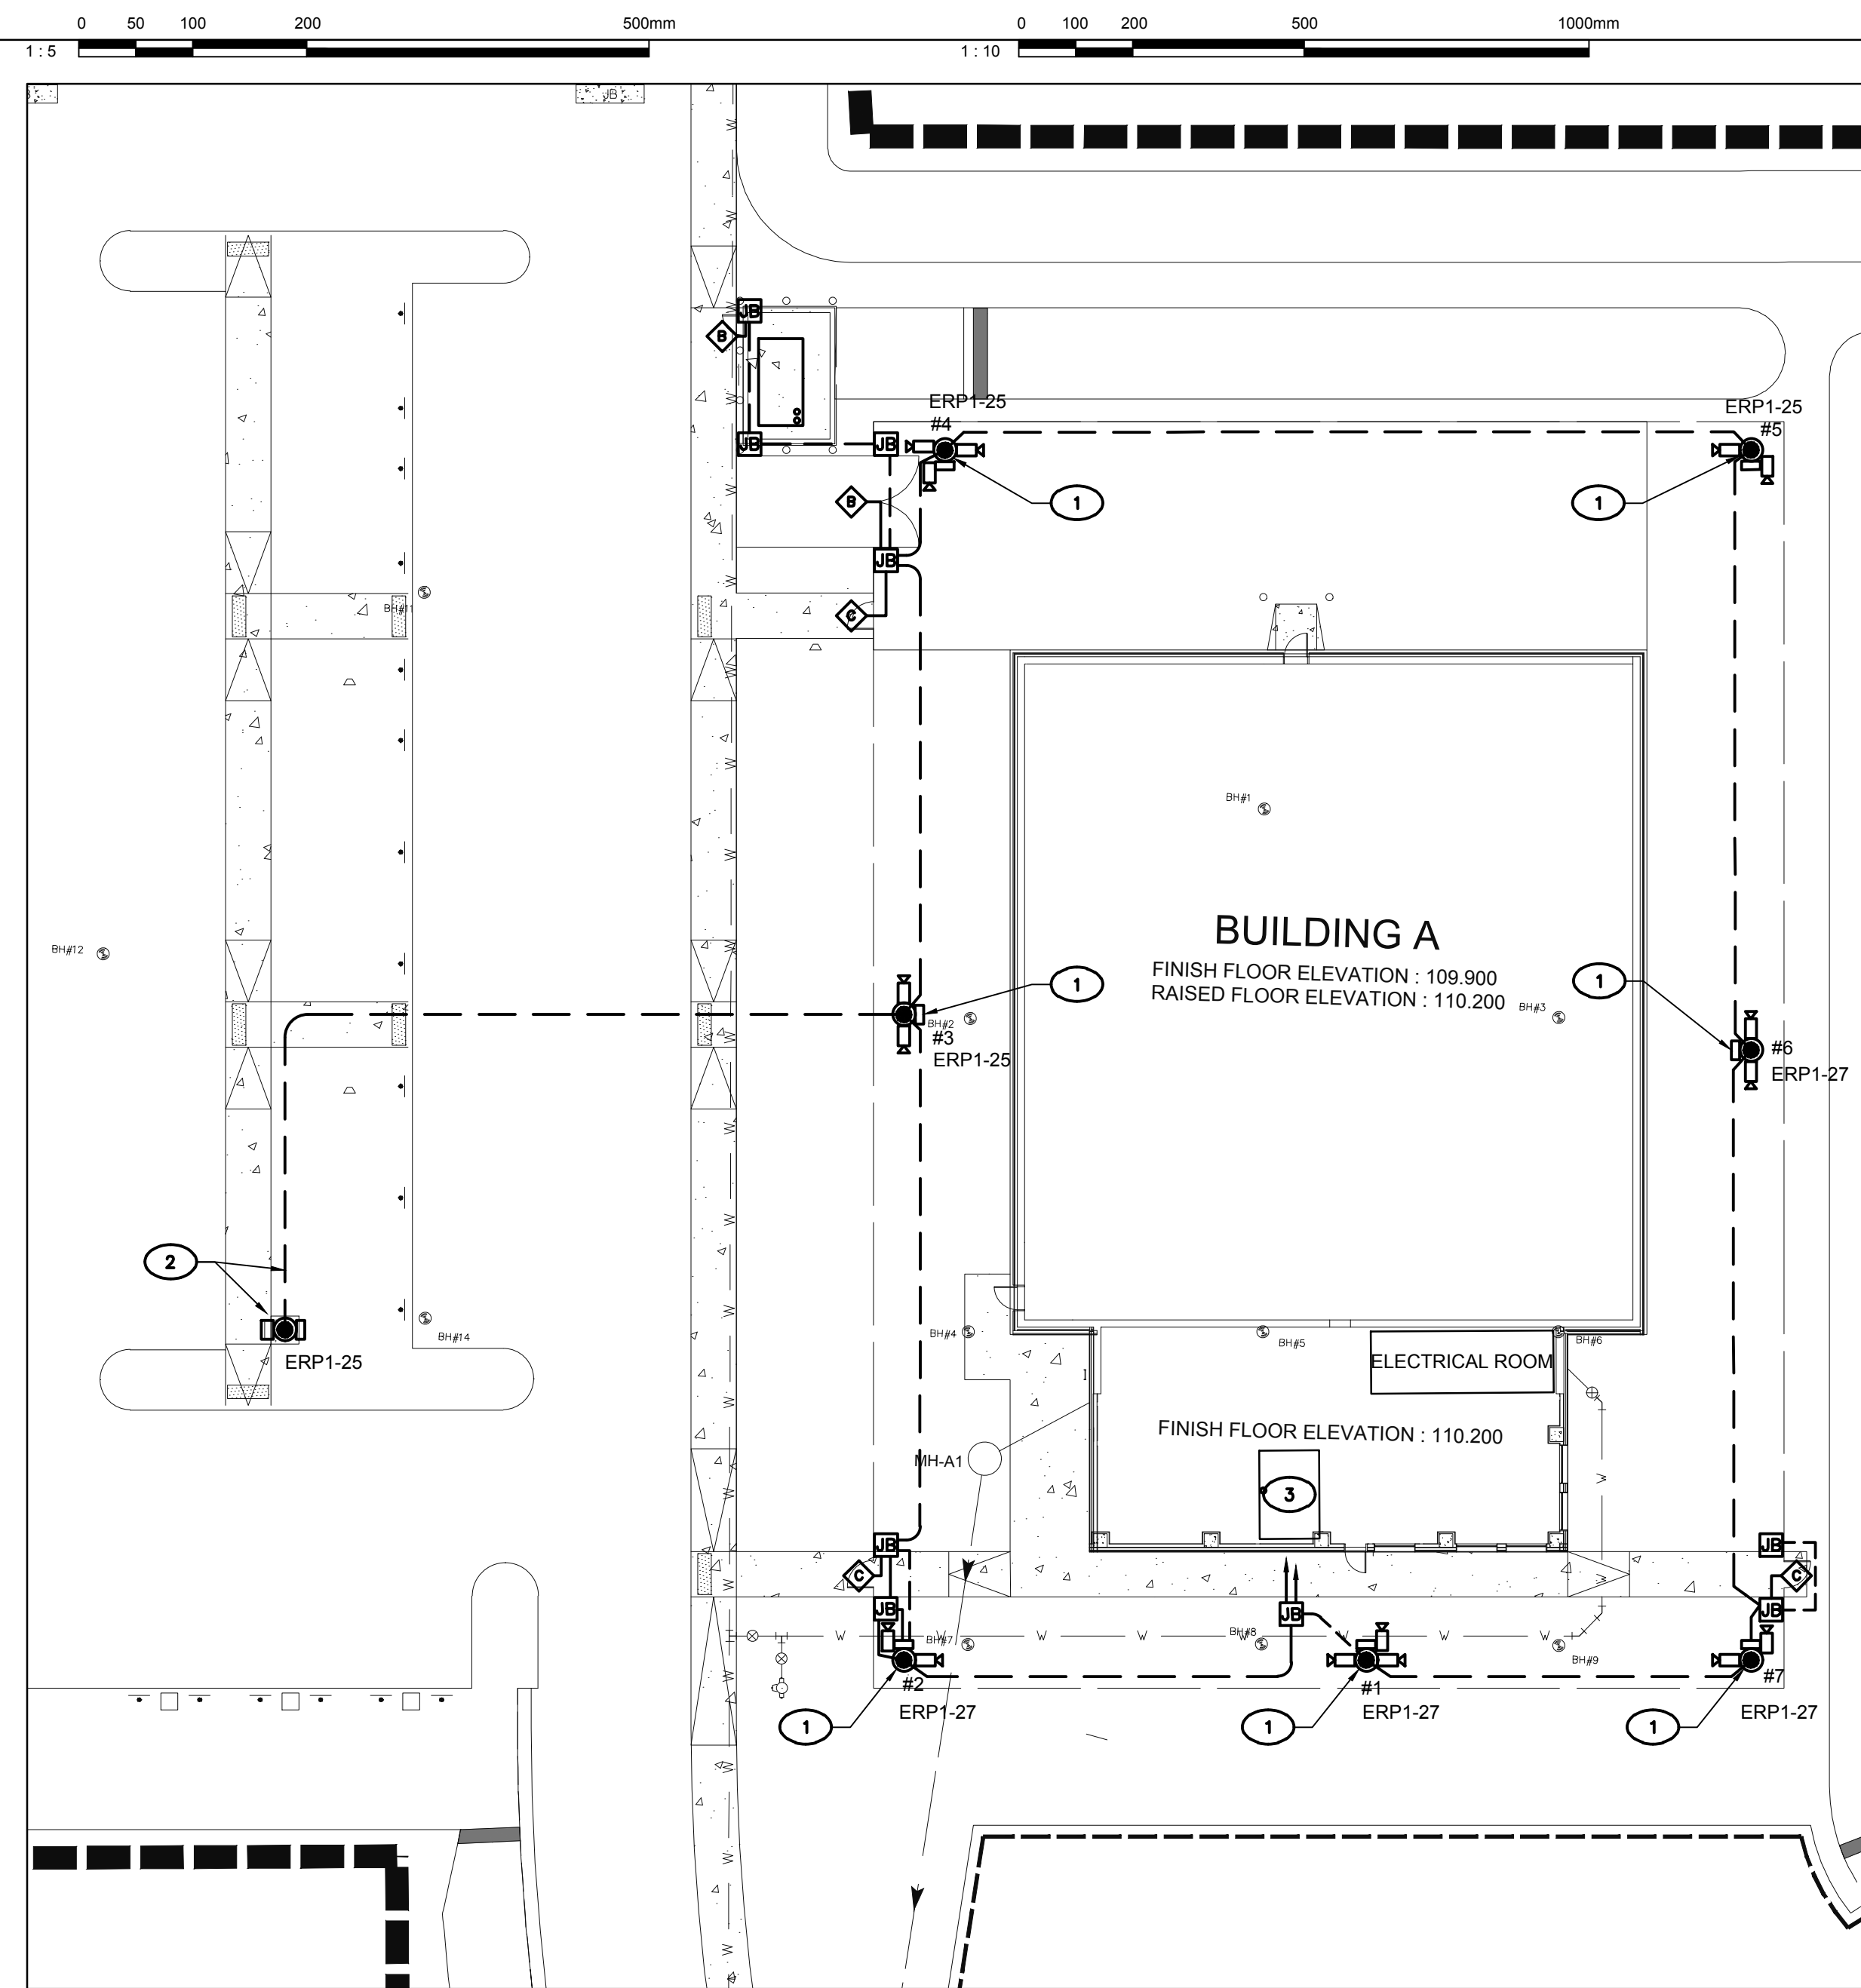 0 50 100 200 500mm
1 : 5
0 100 200 500 1000mm
1 : 10
JB
JB
B
ERP1-25
#4
ERP1-25
#5
JB
JB
B
1
1
JB
C
BH#11
BH#1
BUILDING A
FINISH FLOOR ELEVATION : 109.900
RAISED FLOOR ELEVATION : 110.200
BH#12
1
1
BH#2
BH#3
#3
ERP1-25
#6
ERP1-27
2
BH#14
BH#4
BH#5
BH#6
ERP1-25
ELECTRICAL ROOM
FINISH FLOOR ELEVATION : 110.200
MH-A1
3
JB
JB
C
C
JB
JB
JB
W W W W W W W
BH#7
BH#8
BH#9
#2
#1
#7
ERP1-27
ERP1-27
ERP1-27
1
1
1